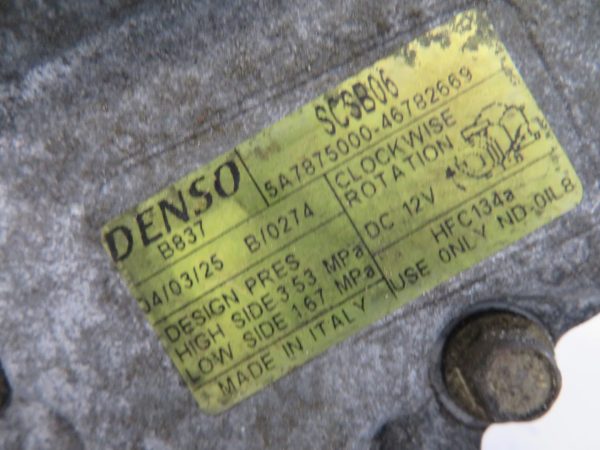 DENSO
SCSB06
5A7875000-46782669
B837
04/03/25 B/0274
CLOCKWISE
ROTATION
DC 12V
DESIGN PRES
HIGH SIDE 3.53 MPa
LOW SIDE 1.67 MPa
MADE IN ITALY
HFC134a
USE ONLY ND-OIL8